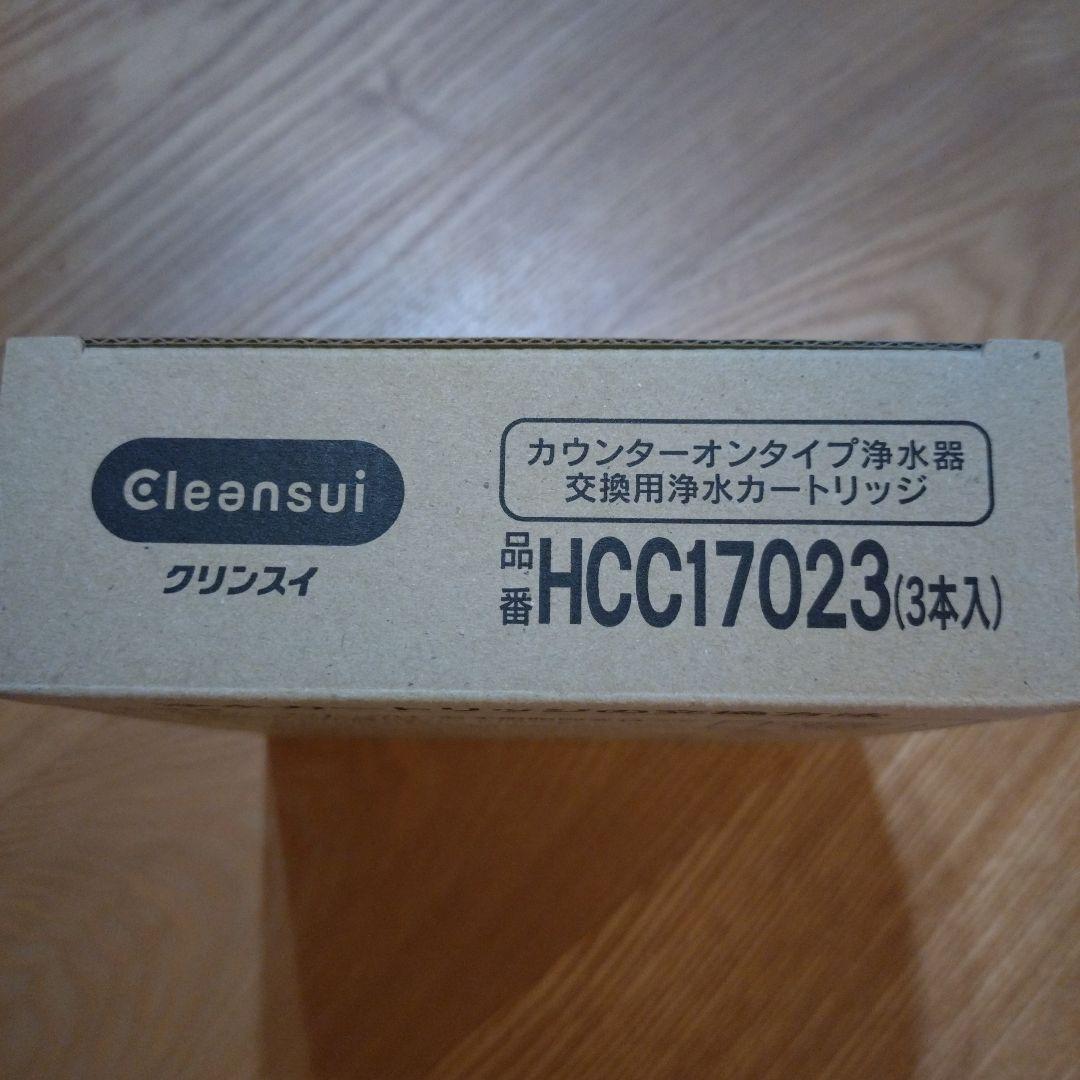 Cleansui
クリンスイ
カウンターオンタイプ浄水器
交換用浄水カートリッジ
品番HCC17023(3本入)